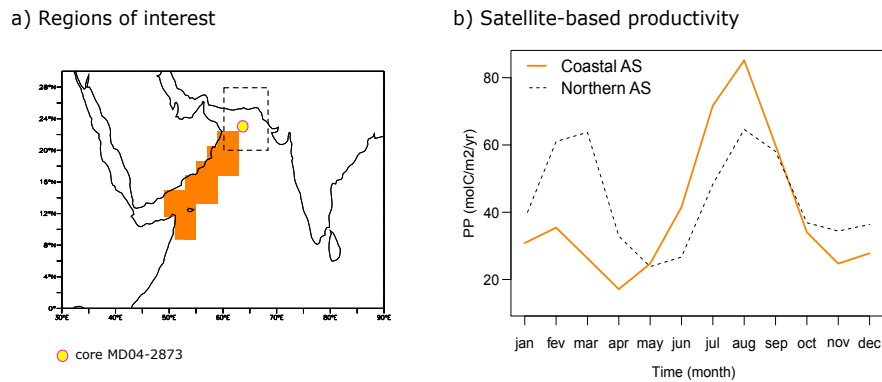 a) Regions of interest
28°N
24°N
20°N
16°N
12°N
8°N
4°N
0°
30°E 40°E 50°E 60°E 70°E 80°E 90°E
core MD04-2873
b) Satellite-based productivity
Coastal AS
Northern AS
PP (molC/m2/yr)
80
60
40
20
jan fev mar apr may jun jul aug sep oct nov dec
Time (month)